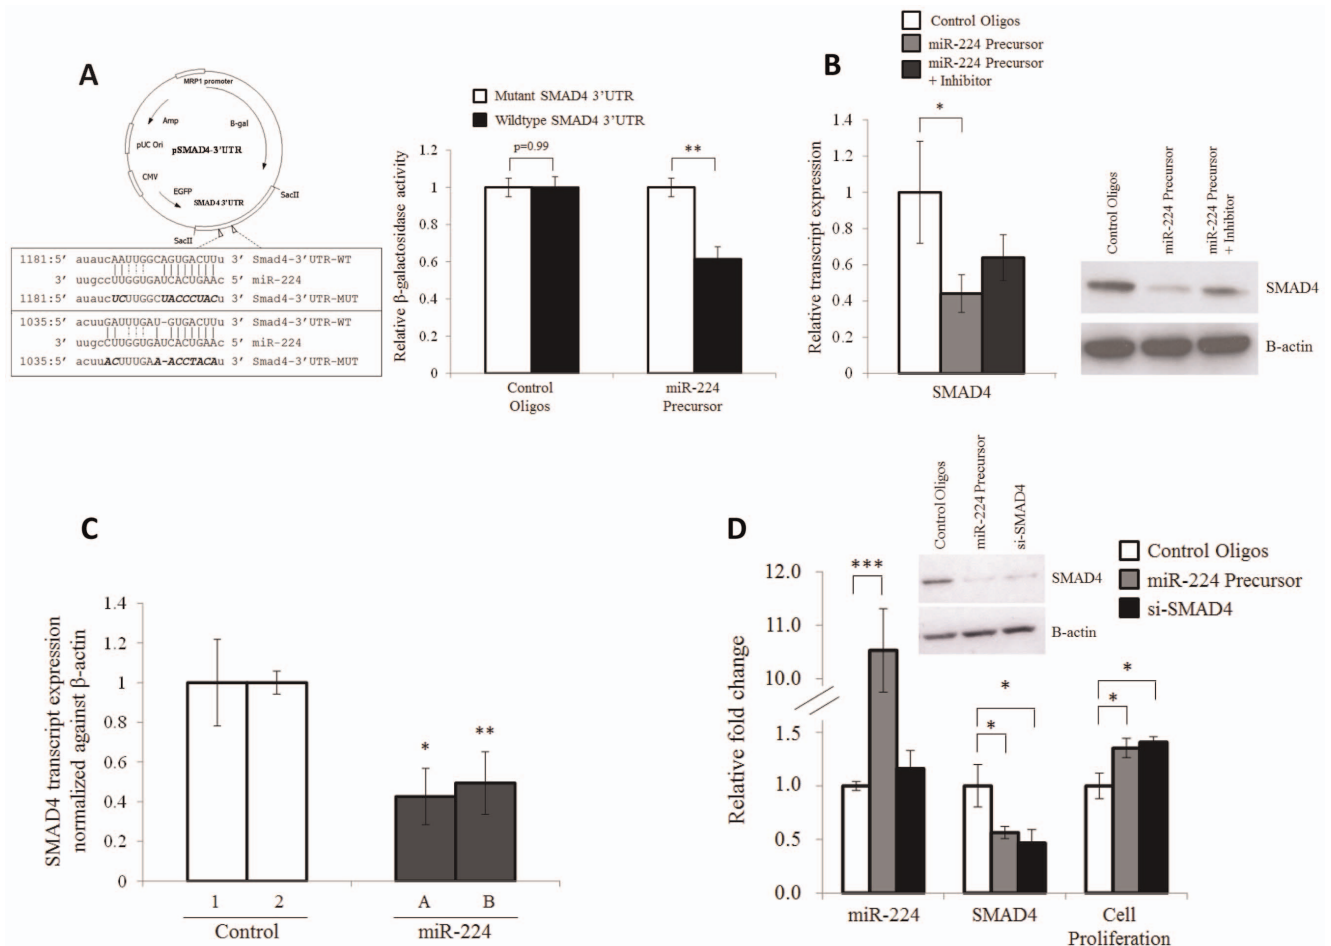 A
MRP1 promoter
Amp
B-gal
pUC Ori
pSMAD4-3'UTR
CMV
EGFP
SMAD4 3'UTR
SacII
SacII
1181:5' auaucAAUUGGCAGUGACUUu 3' Smad4-3'UTR-WT
3' uugccUUGGUGAUCACUGAAc 5' miR-224
1181:5' auaucUCUUGGCUACCCUACu 3' Smad4-3'UTR-MUT
1035:5' acuuGAUUUGAU-GUGACUUu 3' Smad4-3'UTR-WT
3' uugcCUUGGUGAUCACUGAAc 5' miR-224
1035:5' acuuACUUUGAA-ACCTACAu 3' Smad4-3'UTR-MUT
Mutant SMAD4 3'UTR
Wildtype SMAD4 3'UTR
Relative β-galactosidase activity
1.2
1
0.8
0.6
0.4
0.2
0
p=0.99
**
Control
Oligos
miR-224
Precursor
B
Control Oligos
miR-224 Precursor
miR-224 Precursor
+ Inhibitor
Relative transcript expression
1.4
1.2
1
0.8
0.6
0.4
0.2
0
*
SMAD4
Control Oligos
miR-224 Precursor
miR-224 Precursor
+ Inhibitor
SMAD4
B-actin
C
SMAD4 transcript expression
normalized against β-actin
1.4
1.2
1
0.8
0.6
0.4
0.2
0
*
**
1
2
A
B
Control
miR-224
D
Control Oligos
miR-224 Precursor
si-SMAD4
SMAD4
B-actin
Control Oligos
miR-224 Precursor
si-SMAD4
Relative fold change
12.0
11.0
10.0
1.5
1.0
0.5
0.0
***
*
*
*
*
miR-224
SMAD4
Cell
Proliferation